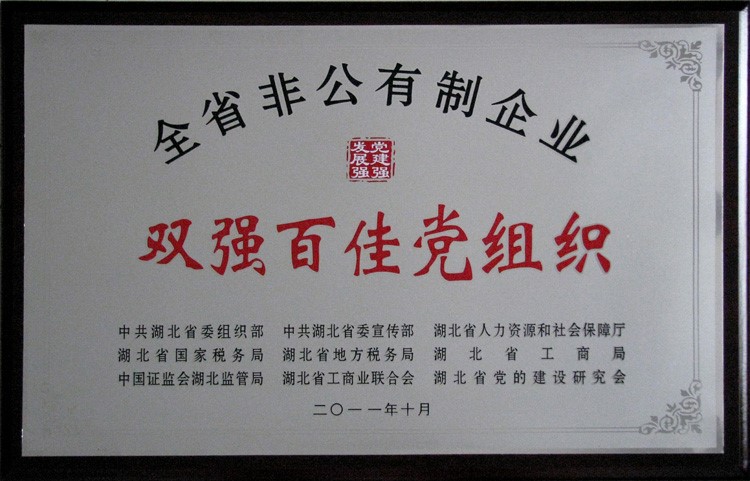 全省非公有制企业
党建强
发展强
双强百佳党组织
中共湖北省委组织部 中共湖北省委宣传部 湖北省人力资源和社会保障厅
湖北省国家税务局 湖北省地方税务局 湖北省工商局
中国证监会湖北监管局 湖北省工商业联合会 湖北省党的建设研究会
二〇一一年十月